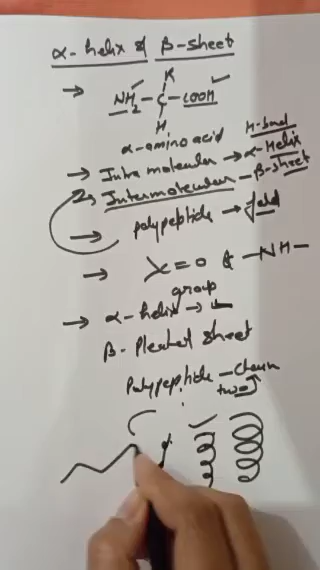 α-helix & β-sheet
→ R
NH2-C-COOH
H
α-amino acid
H-bond
→ Intra molecular → α-Helix
Intermolecular - β-sheet
→ polypeptide → fold
→ C=O & -NH-
group
→ α-helix →
β-Pleated sheet
Polypeptide - chain
two